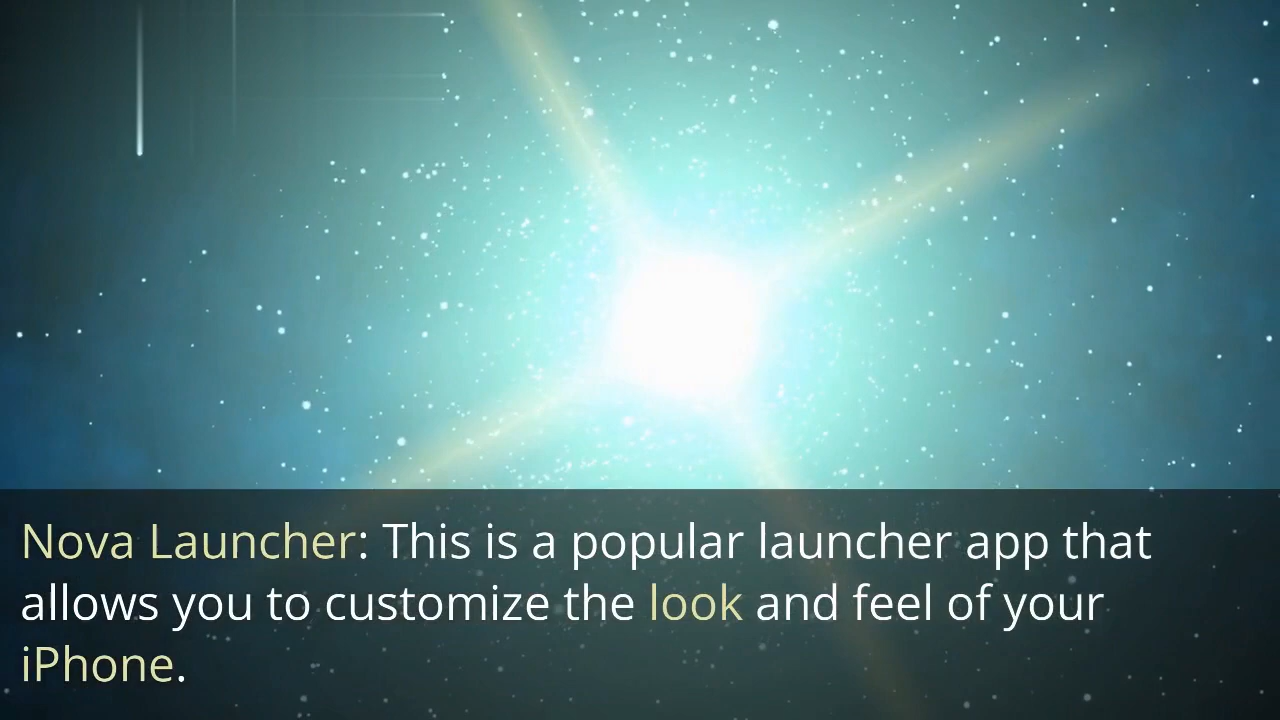 Nova Launcher: This is a popular launcher app that
allows you to customize the look and feel of your
iPhone.